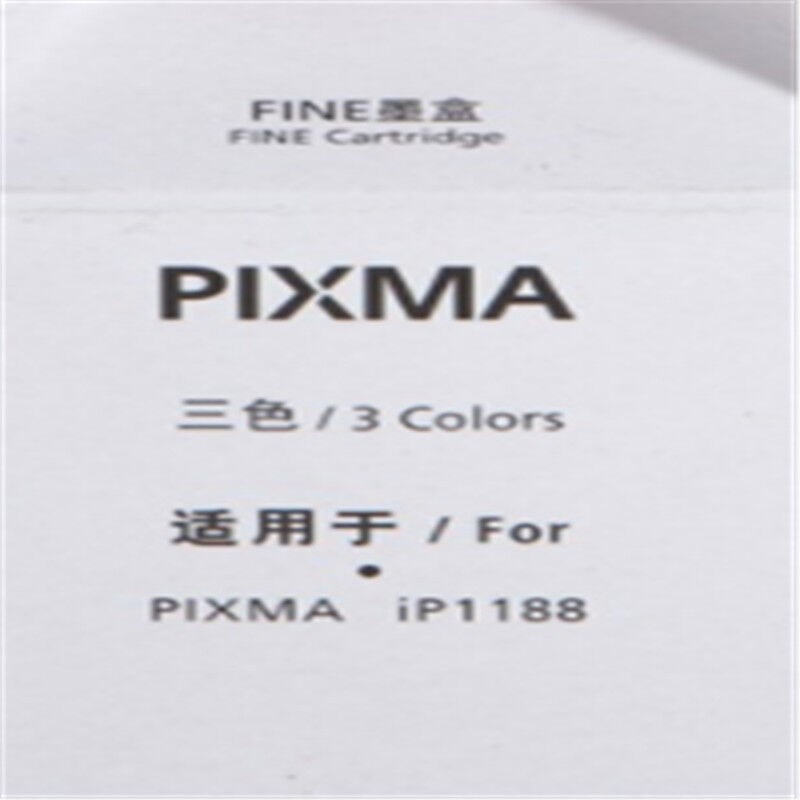 FINE墨盒
FINE Cartridge
PIXMA
三色 / 3 Colors
适用于 / For
PIXMA iP1188